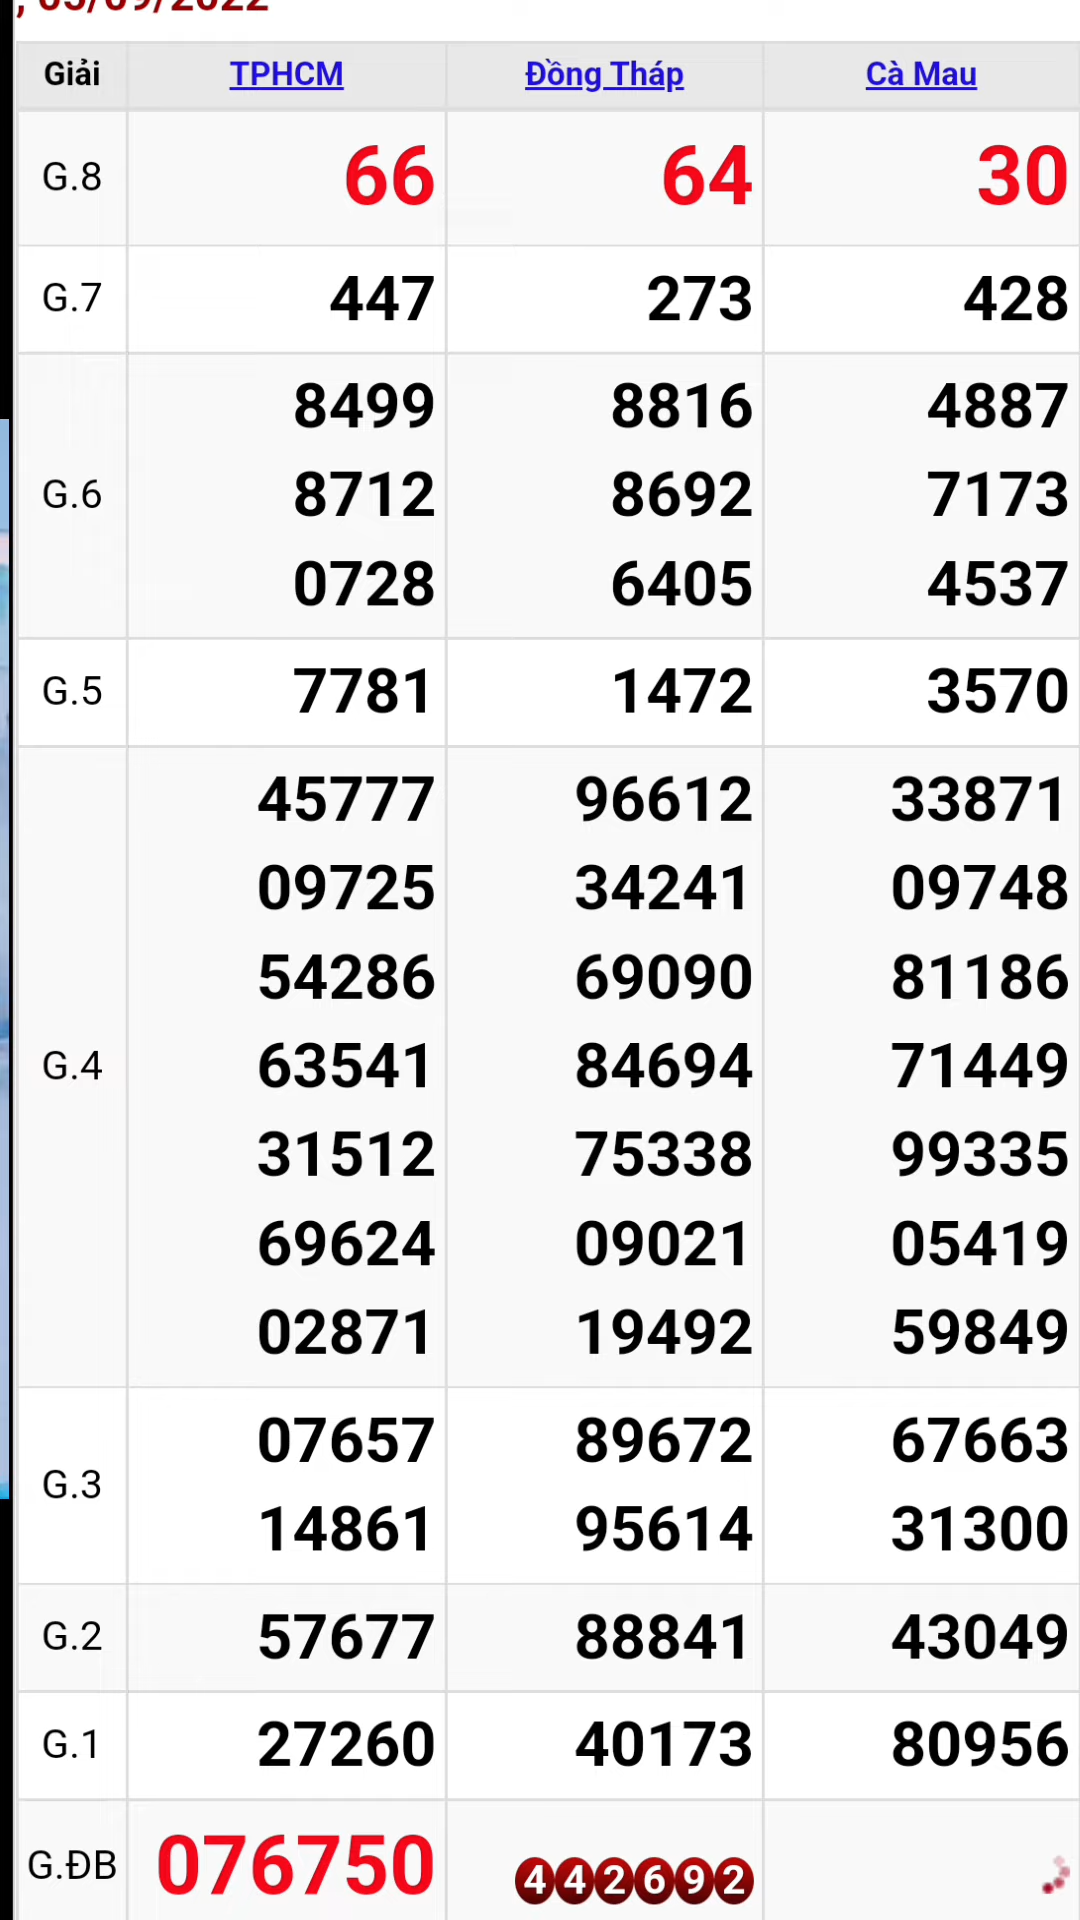 , 05/09/2022
Giải TPHCM Đồng Tháp Cà Mau
G.8 66 64 30
G.7 447 273 428
8499 8816 4887
G.6 8712 8692 7173
0728 6405 4537
G.5 7781 1472 3570
45777 96612 33871
09725 34241 09748
54286 69090 81186
G.4 63541 84694 71449
31512 75338 99335
69624 09021 05419
02871 19492 59849
G.3 07657 89672 67663
14861 95614 31300
G.2 57677 88841 43049
G.1 27260 40173 80956
G.ĐB 076750 442692